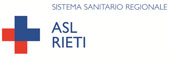 SISTEMA SANITARIO REGIONALE
ASL
RIETI